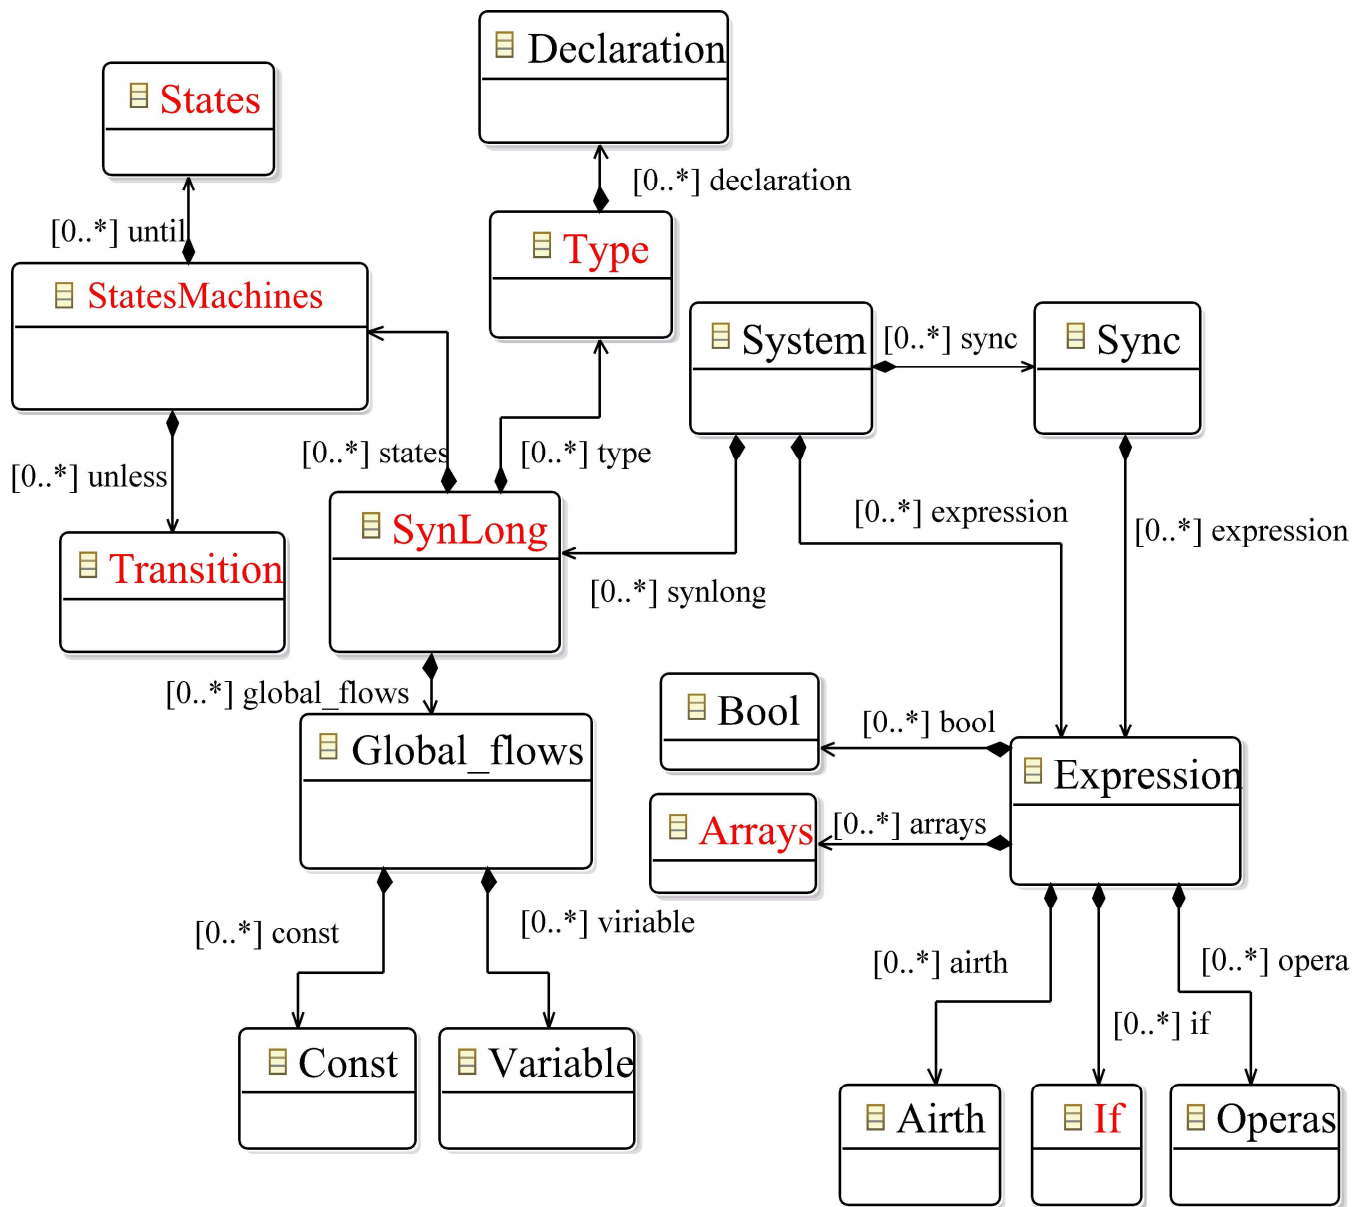 Declaration
States
[0..*] declaration
[0..*] until
Type
StatesMachines
System
[0..*] sync
Sync
[0..*] states
[0..*] type
[0..*] unless
[0..*] expression
[0..*] expression
SynLong
Transition
[0..*] synlong
[0..*] global_flows
Bool
[0..*] bool
Global_flows
Expression
Arrays
[0..*] arrays
[0..*] const
[0..*] viriable
[0..*] airth
[0..*] opera
[0..*] if
Const
Variable
Airth
If
Operas